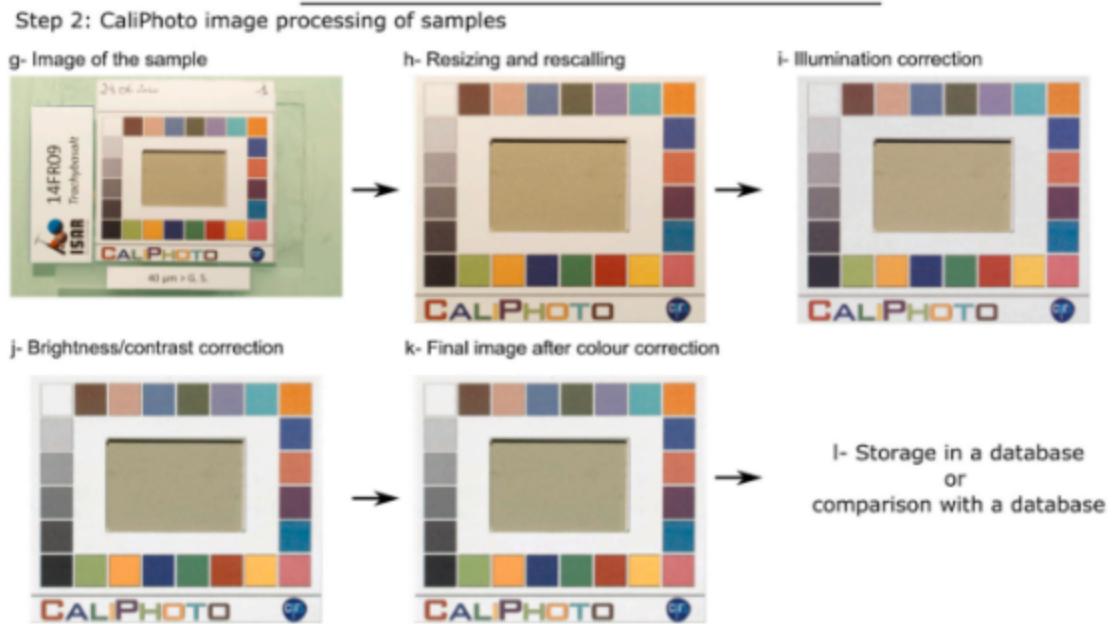 Step 2: CaliPhoto image processing of samples
g- Image of the sample
h- Resizing and rescalling
i- Illumination correction
1
14FR09
Trachybasalt
ISAR
CALIPHOTO
40 µm > G. S.
CALIPHOTO
CALIPHOTO
j- Brightness/contrast correction
k- Final image after colour correction
CALIPHOTO
CALIPHOTO
l- Storage in a database
or
comparison with a database